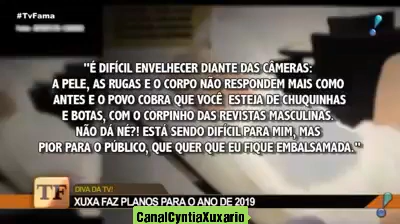 #TvFama
"É DIFÍCIL ENVELHECER DIANTE DAS CÂMERAS:
A PELE, AS RUGAS E O CORPO NÃO RESPONDEM MAIS COMO
ANTES E O POVO COBRA QUE VOCÊ ESTEJA DE CHUQUINHAS
E BOTAS, COM O CORPINHO DAS REVISTAS MASCULINAS.
NÃO DÁ NÉ?! ESTÁ SENDO DIFÍCIL PARA MIM, MAS
PIOR PARA O PÚBLICO, QUE QUER QUE EU FIQUE EMBALSAMADA."
TF
DIVA DA TV!
XUXA FAZ PLANOS PARA O ANO DE 2019
CanalCyntiaXuxario